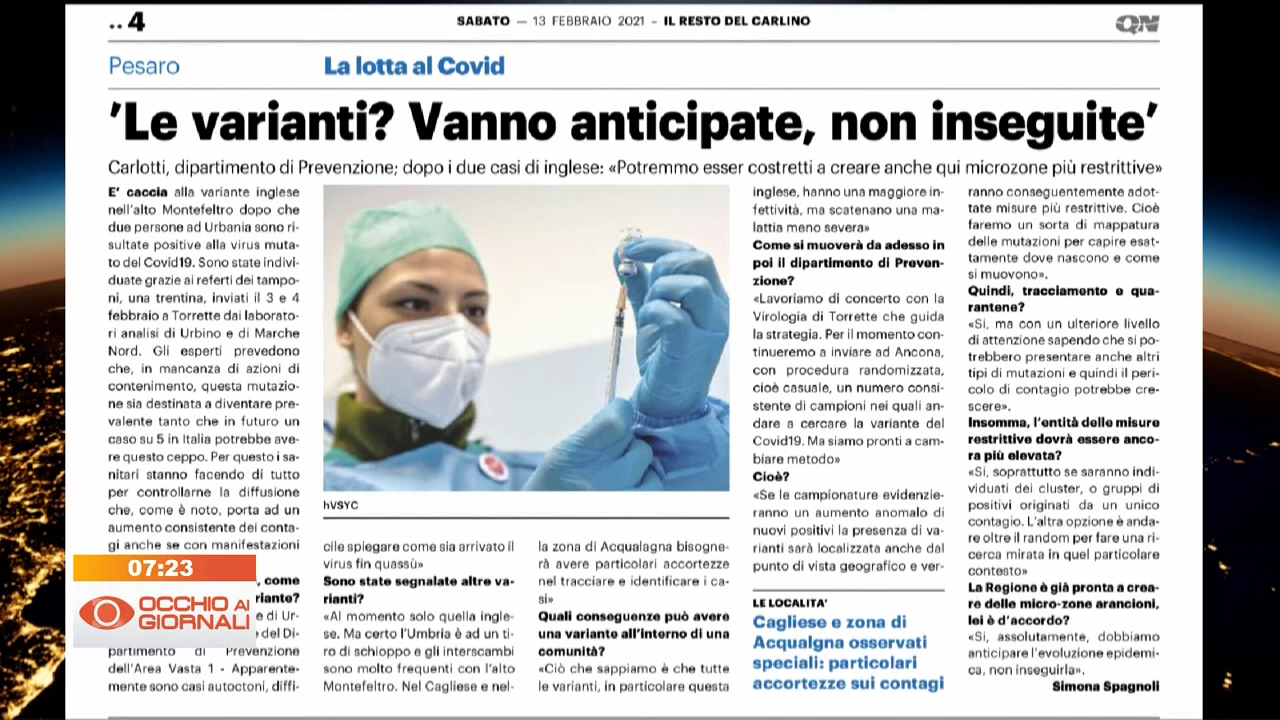 .. 4
SABATO — 13 FEBBRAIO 2021 – IL RESTO DEL CARLINO
QN
Pesaro
La lotta al Covid
’Le varianti? Vanno anticipate, non inseguite’
Carlotti, dipartimento di Prevenzione; dopo i due casi di inglese: «Potremmo esser costretti a creare anche qui microzone più restrittive»
E’ caccia alla variante inglese
nell’alto Montefeltro dopo che
due persone ad Urbania sono ri-
sultate positive alla virus muta-
to del Covid19. Sono state indivi-
duate grazie ai referti dei tampo-
ni, una trentina, inviati il 3 e 4
febbraio a Torrette dai laborato-
ri analisi di Urbino e di Marche
Nord. Gli esperti prevedono
che, in mancanza di azioni di
contenimento, questa mutazio-
ne sia destinata a diventare pre-
valente tanto che in futuro un
caso su 5 in Italia potrebbe ave-
re questo ceppo. Per questo i sa-
nitari stanno facendo di tutto
per controllarne la diffusione
che, come è noto, porta ad un
aumento consistente dei conta-
gi anche se con manifestazioni
, come
riante?
e di Ur-
del Di-
partimento di Prevenzione
dell’Area Vasta 1 - Apparente-
mente sono casi autoctoni, diffi-
hVSYC
cile spiegare come sia arrivato il
virus fin quassù»
Sono state segnalate altre va-
rianti?
«Al momento solo quella ingle-
se. Ma certo l’Umbria è ad un ti-
ro di schioppo e gli interscambi
sono molto frequenti con l’alto
Montefeltro. Nel Cagliese e nel-
la zona di Acqualagna bisogne-
rà avere particolari accortezze
nel tracciare e identificare i ca-
si»
Quali conseguenze può avere
una variante all’interno di una
comunità?
«Ciò che sappiamo è che tutte
le varianti, in particolare questa
inglese, hanno una maggiore in-
fettività, ma scatenano una ma-
lattia meno severa»
Come si muoverà da adesso in
poi il dipartimento di Preven-
zione?
«Lavoriamo di concerto con la
Virologia di Torrette che guida
la strategia. Per il momento con-
tinueremo a inviare ad Ancona,
con procedura randomizzata,
cioè casuale, un numero consi-
stente di campioni nei quali an-
dare a cercare la variante del
Covid19. Ma siamo pronti a cam-
biare metodo»
Cioè?
«Se le campionature evidenzie-
ranno un aumento anomalo di
nuovi positivi la presenza di va-
rianti sarà localizzata anche dal
punto di vista geografico e ver-
LE LOCALITA’
Cagliese e zona di
Acqualgna osservati
speciali: particolari
accortezze sui contagi
ranno conseguentemente adot-
tate misure più restrittive. Cioè
faremo un sorta di mappatura
delle mutazioni per capire esat-
tamente dove nascono e come
si muovono».
Quindi, tracciamento e qua-
rantene?
«Si, ma con un ulteriore livello
di attenzione sapendo che si po-
trebbero presentare anche altri
tipi di mutazioni e quindi il peri-
colo di contagio potrebbe cre-
scere».
Insomma, l’entità delle misure
restrittive dovrà essere anco-
ra più elevata?
«Si, soprattutto se saranno indi-
viduati dei cluster, o gruppi di
positivi originati da un unico
contagio. L’altra opzione è anda-
re oltre il random per fare una ri-
cerca mirata in quel particolare
contesto»
La Regione è già pronta a crea-
re delle micro-zone arancioni,
lei è d’accordo?
«Si, assolutamente, dobbiamo
anticipare l’evoluzione epidemi-
ca, non inseguirla».
Simona Spagnoli
07:23
OCCHIO AI
GIORNALI